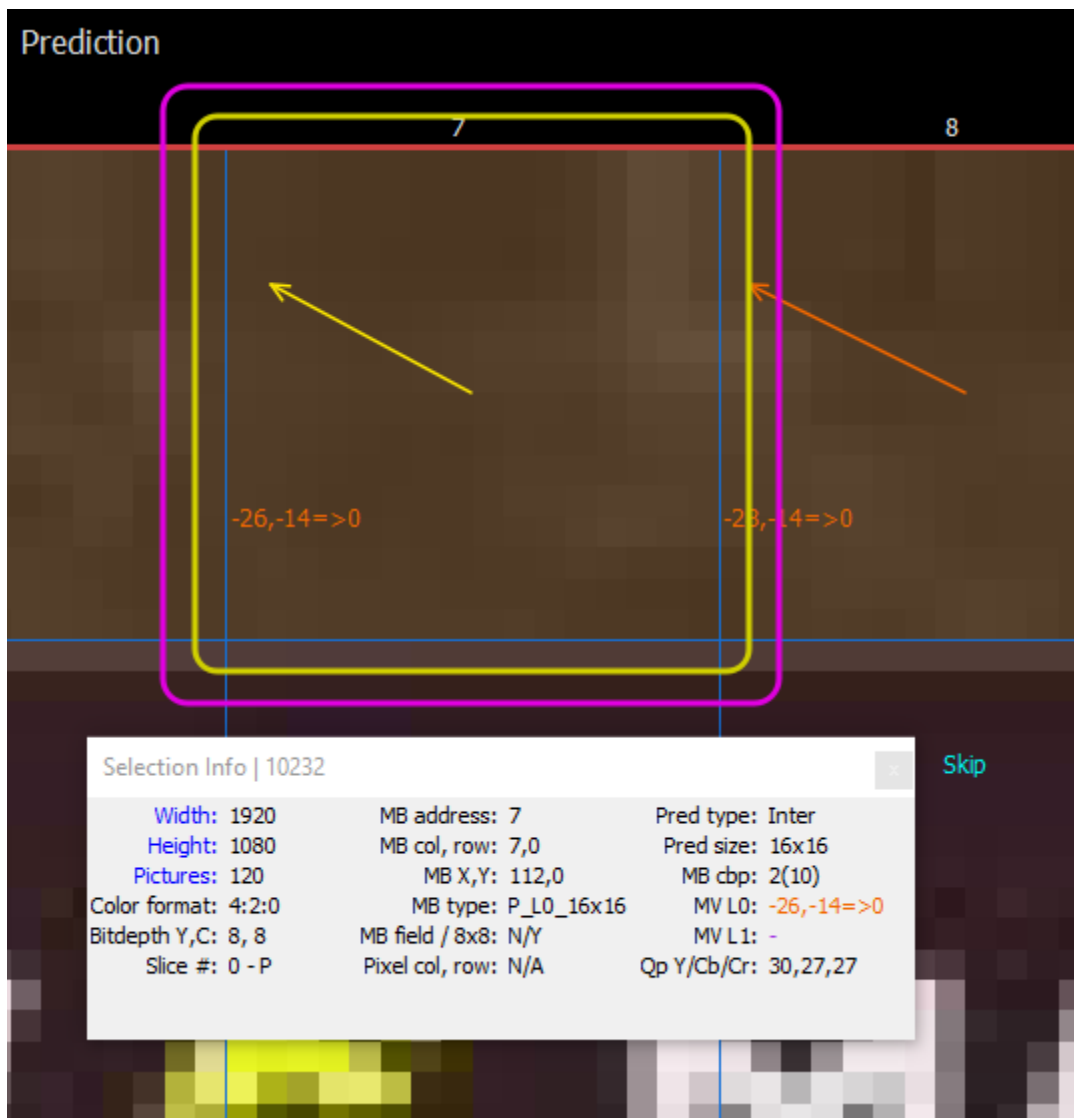 Prediction
7 8
-26,-14=>0 -28,-14=>0
Skip
Selection Info | 10232 x
Width: 1920 MB address: 7 Pred type: Inter
Height: 1080 MB col, row: 7,0 Pred size: 16x16
Pictures: 120 MB X,Y: 112,0 MB cbp: 2(10)
Color format: 4:2:0 MB type: P_L0_16x16 MV L0: -26,-14=>0
Bitdepth Y,C: 8, 8 MB field / 8x8: N/Y MV L1: -
Slice #: 0 - P Pixel col, row: N/A Qp Y/Cb/Cr: 30,27,27